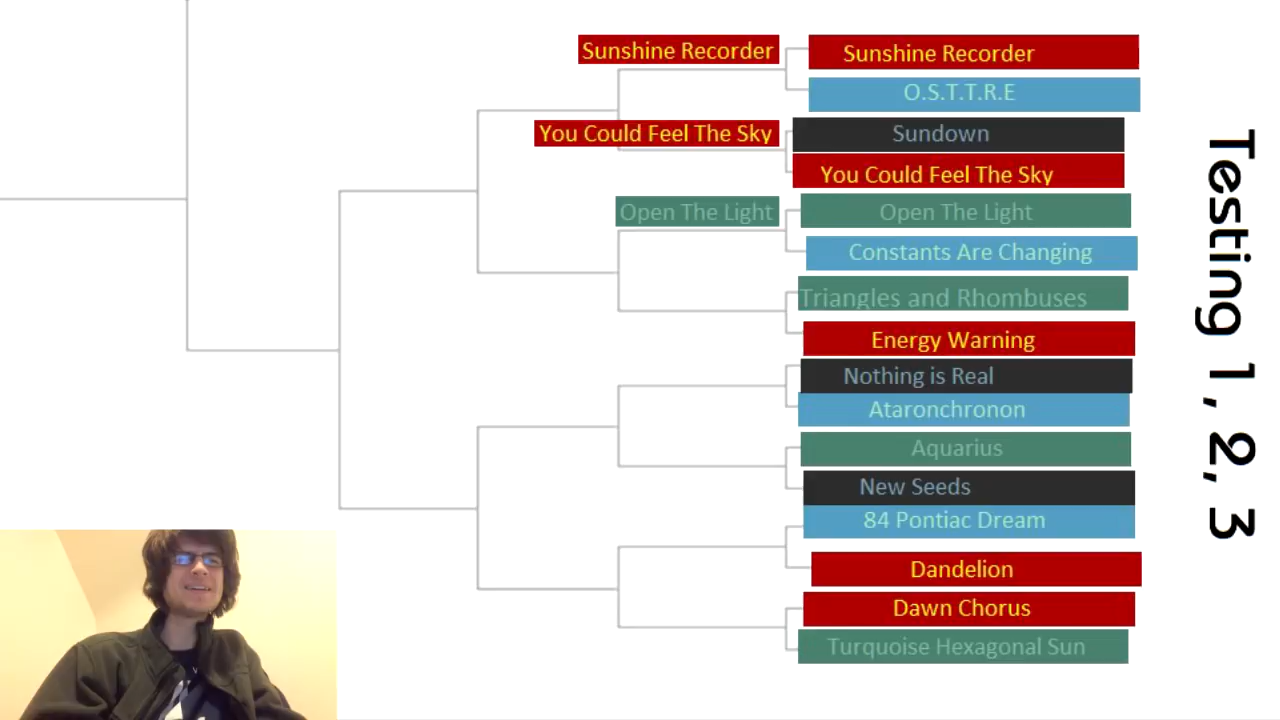 Sunshine Recorder
Sunshine Recorder
O.S.T.T.R.E
You Could Feel The Sky
Sundown
You Could Feel The Sky
Open The Light
Open The Light
Constants Are Changing
Triangles and Rhombuses
Energy Warning
Nothing is Real
Ataronchronon
Aquarius
New Seeds
84 Pontiac Dream
Dandelion
Dawn Chorus
Turquoise Hexagonal Sun
Testing 1, 2, 3